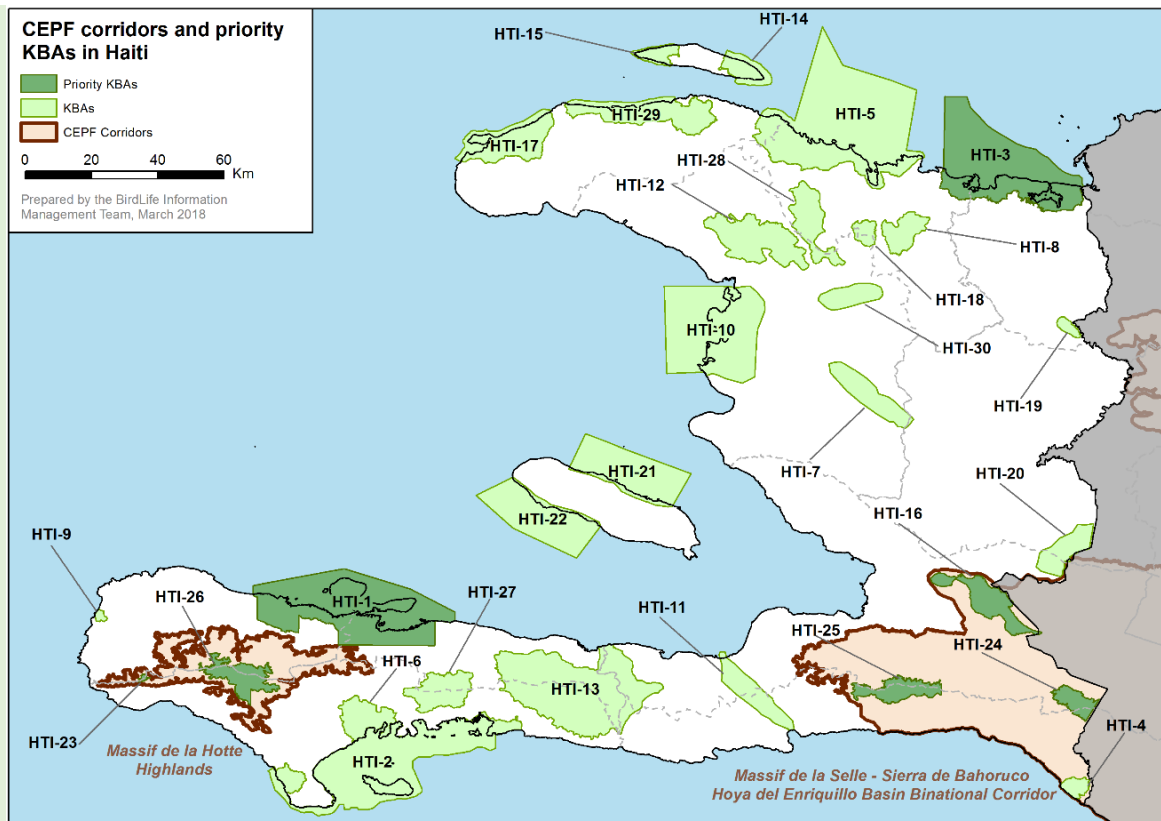 CEPF corridors and priority
KBAs in Haiti
Priority KBAs
KBAs
CEPF Corridors
0 20 40 60
Km
Prepared by the BirdLife Information
Management Team, March 2018
HTI-14
HTI-15
HTI-29
HTI-5
HTI-17
HTI-3
HTI-28
HTI-12
HTI-8
HTI-18
HTI-10
HTI-30
HTI-19
HTI-21
HTI-7
HTI-20
HTI-16
HTI-22
HTI-9
HTI-26
HTI-1
HTI-27
HTI-11
HTI-25
HTI-24
HTI-6
HTI-13
HTI-4
HTI-23
Massif de la Hotte
Highlands
HTI-2
Massif de la Selle - Sierra de Bahoruco
Hoya del Enriquillo Basin Binational Corridor